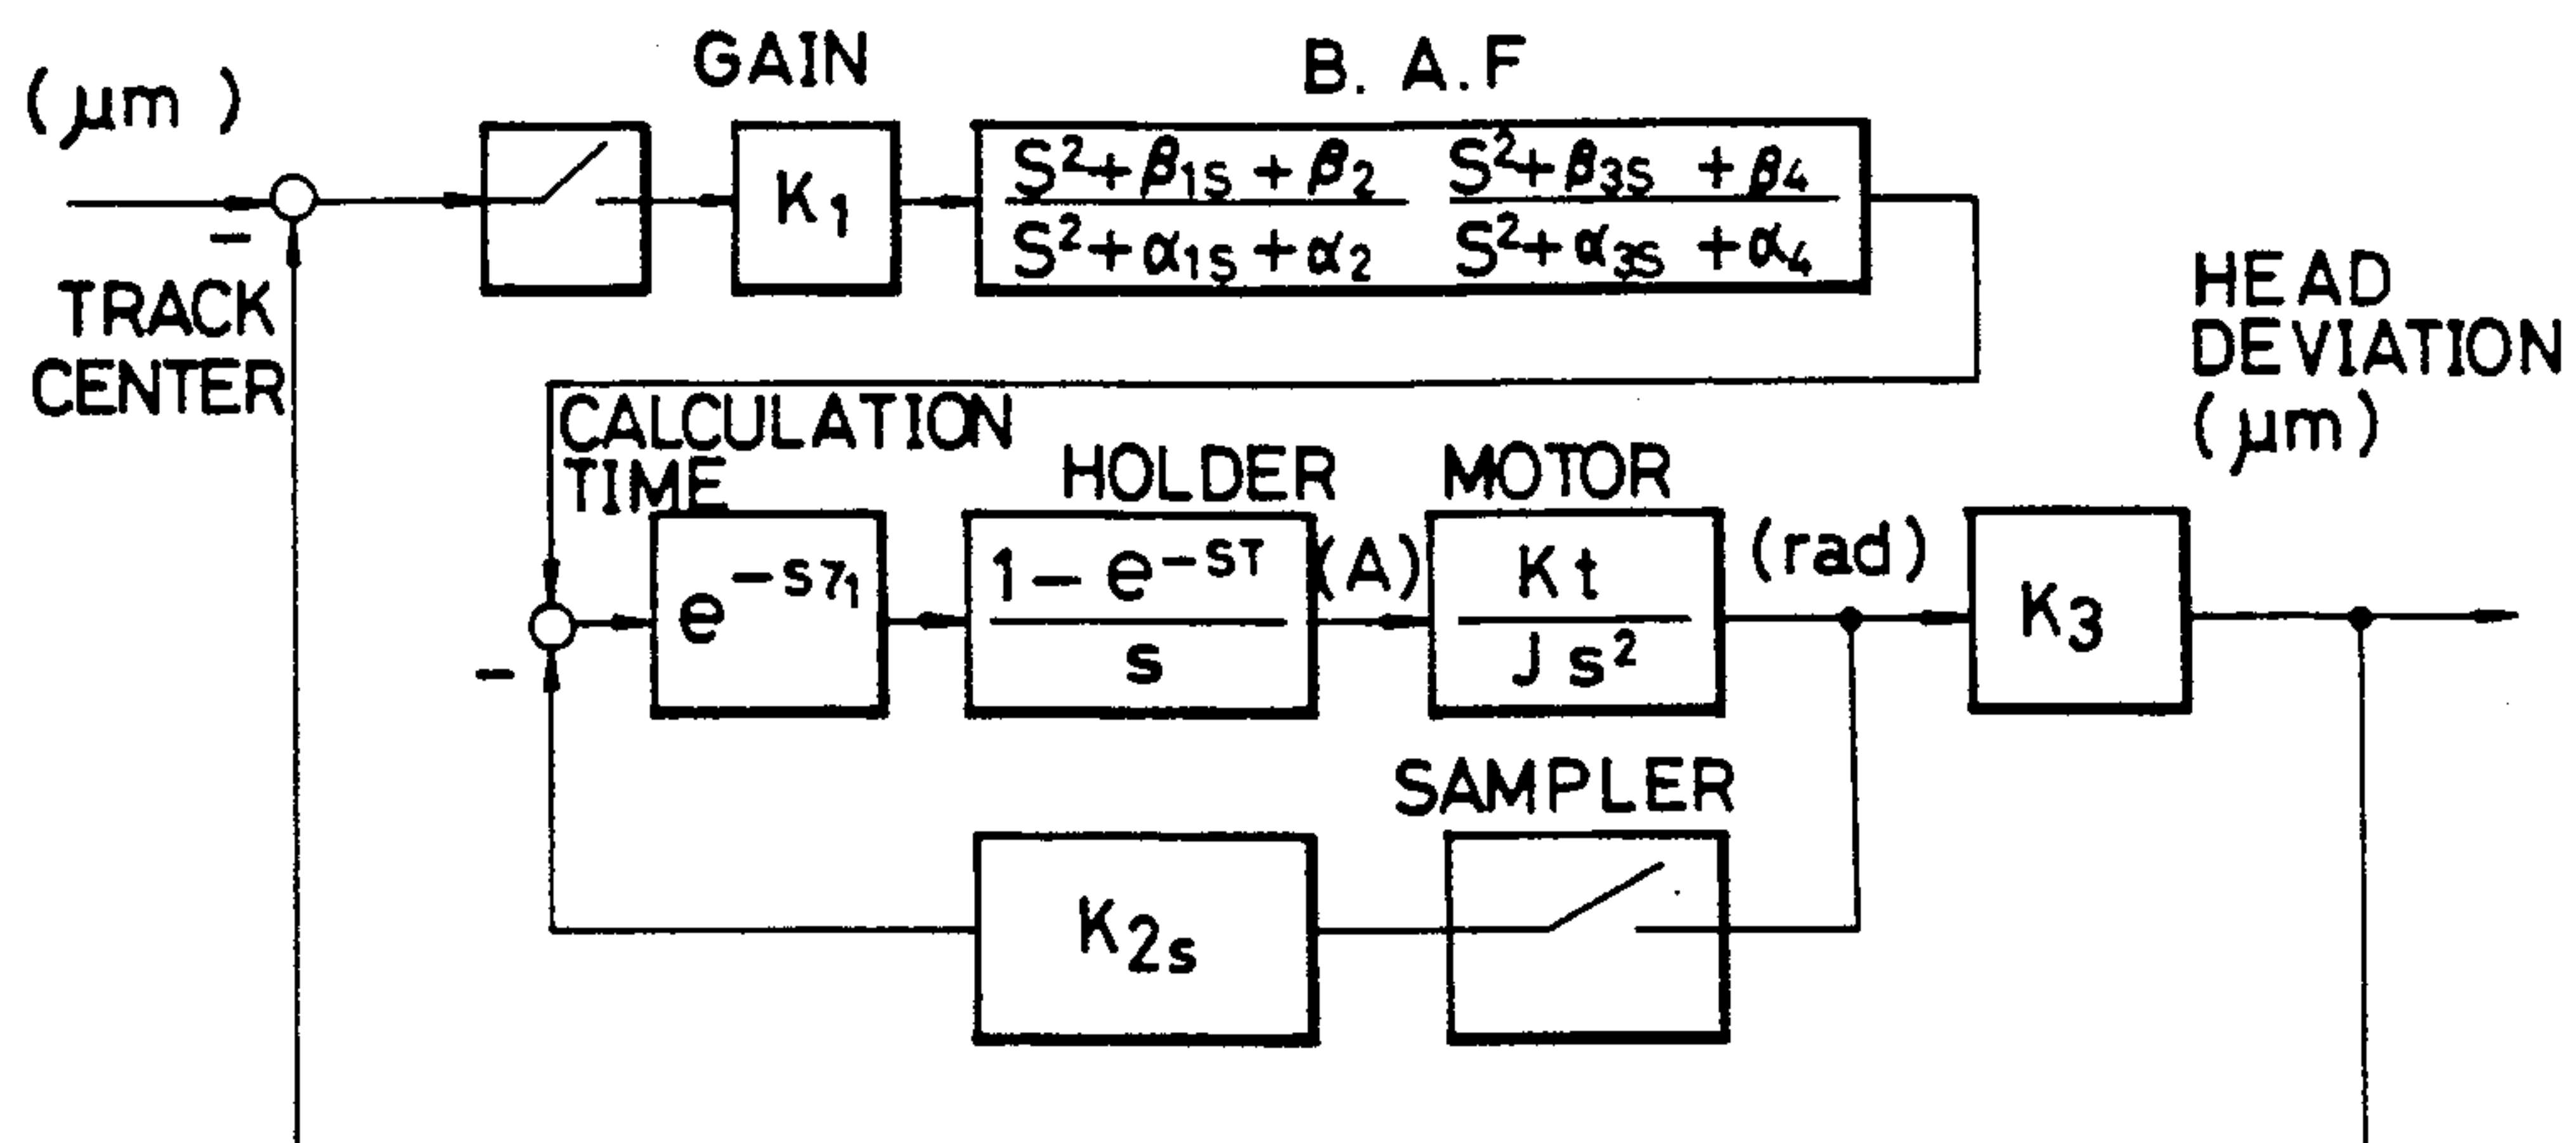 (μm)
GAIN
B. A.F
K1
S²+β1S+β2 S²+β3S+β4
S²+α1S+α2 S²+α3S+α4
-
TRACK
CENTER
HEAD
DEVIATION
(μm)
CALCULATION
TIME
HOLDER
MOTOR
e^-sτ1
1-e^-ST
s
(A)
Kt
Js²
(rad)
K3
-
SAMPLER
K2s